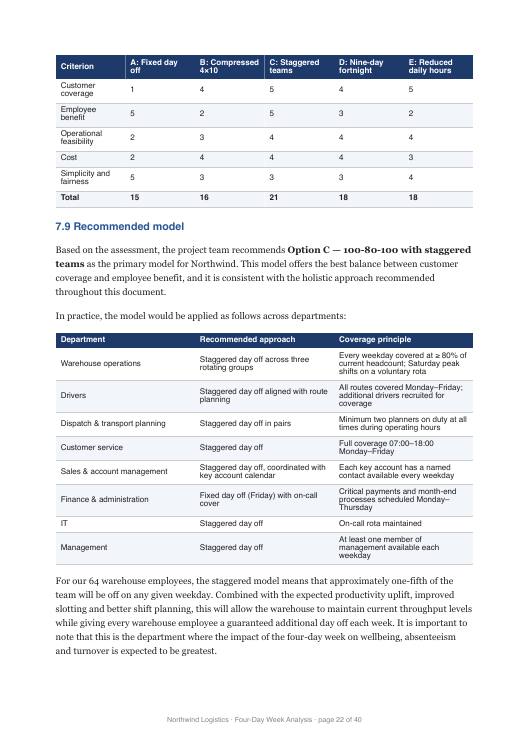 Criterion A: Fixed day off B: Compressed 4×10 C: Staggered teams D: Nine-day fortnight E: Reduced daily hours
Customer coverage 1 4 5 4 5
Employee benefit 5 2 5 3 2
Operational feasibility 2 3 4 4 4
Cost 2 4 4 4 3
Simplicity and fairness 5 3 3 3 4
Total 15 16 21 18 18
7.9 Recommended model
Based on the assessment, the project team recommends Option C — 100-80-100 with staggered
teams as the primary model for Northwind. This model offers the best balance between customer
coverage and employee benefit, and it is consistent with the holistic approach recommended
throughout this document.
In practice, the model would be applied as follows across departments:
Department Recommended approach Coverage principle
Warehouse operations Staggered day off across three rotating groups Every weekday covered at ≥ 80% of current headcount; Saturday peak shifts on a voluntary rota
Drivers Staggered day off aligned with route planning All routes covered Monday–Friday; additional drivers recruited for coverage
Dispatch & transport planning Staggered day off in pairs Minimum two planners on duty at all times during operating hours
Customer service Staggered day off Full coverage 07:00–18:00 Monday–Friday
Sales & account management Staggered day off, coordinated with key account calendar Each key account has a named contact available every weekday
Finance & administration Fixed day off (Friday) with on-call cover Critical payments and month-end processes scheduled Monday–Thursday
IT Staggered day off On-call rota maintained
Management Staggered day off At least one member of management available each weekday
For our 64 warehouse employees, the staggered model means that approximately one-fifth of the
team will be off on any given weekday. Combined with the expected productivity uplift, improved
slotting and better shift planning, this will allow the warehouse to maintain current throughput levels
while giving every warehouse employee a guaranteed additional day off each week. It is important to
note that this is the department where the impact of the four-day week on wellbeing, absenteeism
and turnover is expected to be greatest.
Northwind Logistics · Four-Day Week Analysis · page 22 of 40